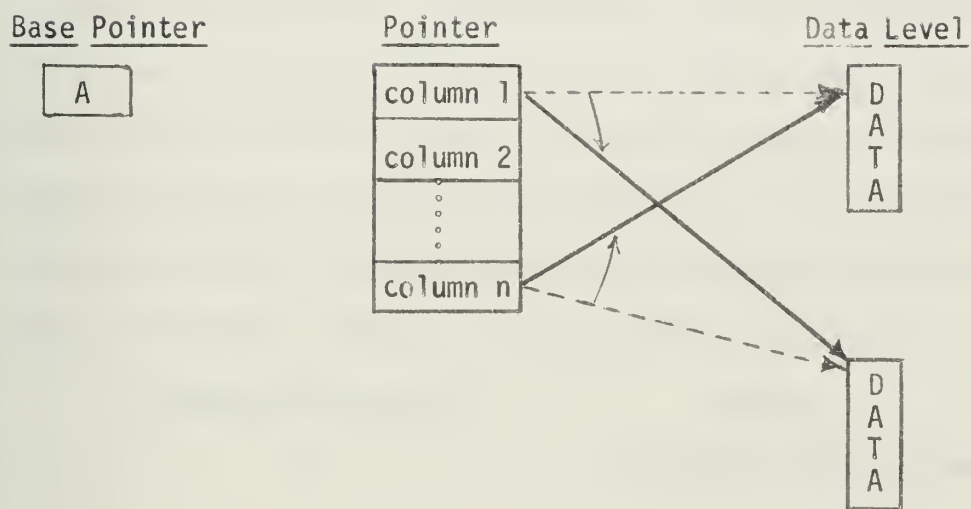 Base Pointer
Pointer
Data Level
A
column 1
column 2
column n
D
A
T
A
D
A
T
A